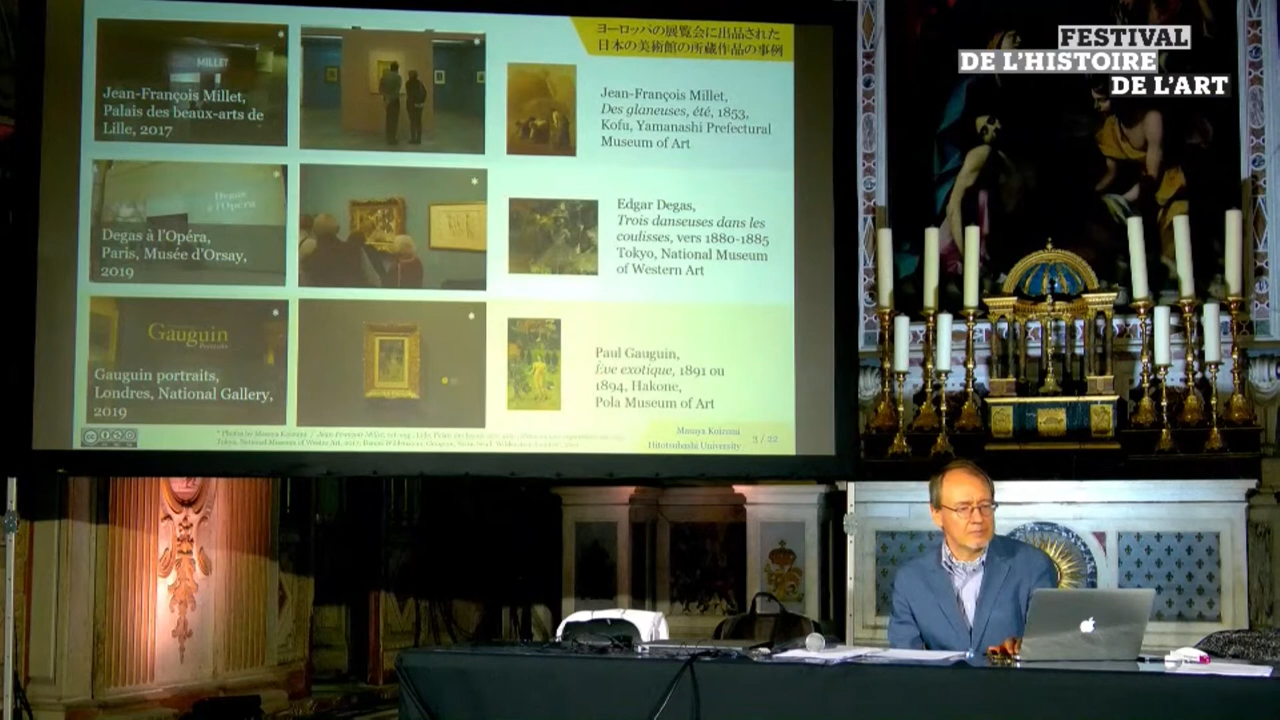 ヨーロッパの展覧会に出品された
日本の美術館の所蔵作品の事例
FESTIVAL
DE L'HISTOIRE
DE L'ART
MILLET
Jean-François Millet,
Palais des beaux-arts de
Lille, 2017
Jean-François Millet,
Des glaneuses, été, 1853,
Kofu, Yamanashi Prefectural
Museum of Art
Degas
à l'Opéra
Degas à l'Opéra,
Paris, Musée d'Orsay,
2019
Edgar Degas,
Trois danseuses dans les
coulisses, vers 1880-1885
Tokyo, National Museum
of Western Art
Gauguin
Gauguin portraits,
Londres, National Gallery,
2019
Paul Gauguin,
Ève exotique, 1891 ou
1894, Hakone,
Pola Museum of Art
* Photos by Masaya Koizumi
Masaya Koizumi
Hitotsubashi University
3 / 22